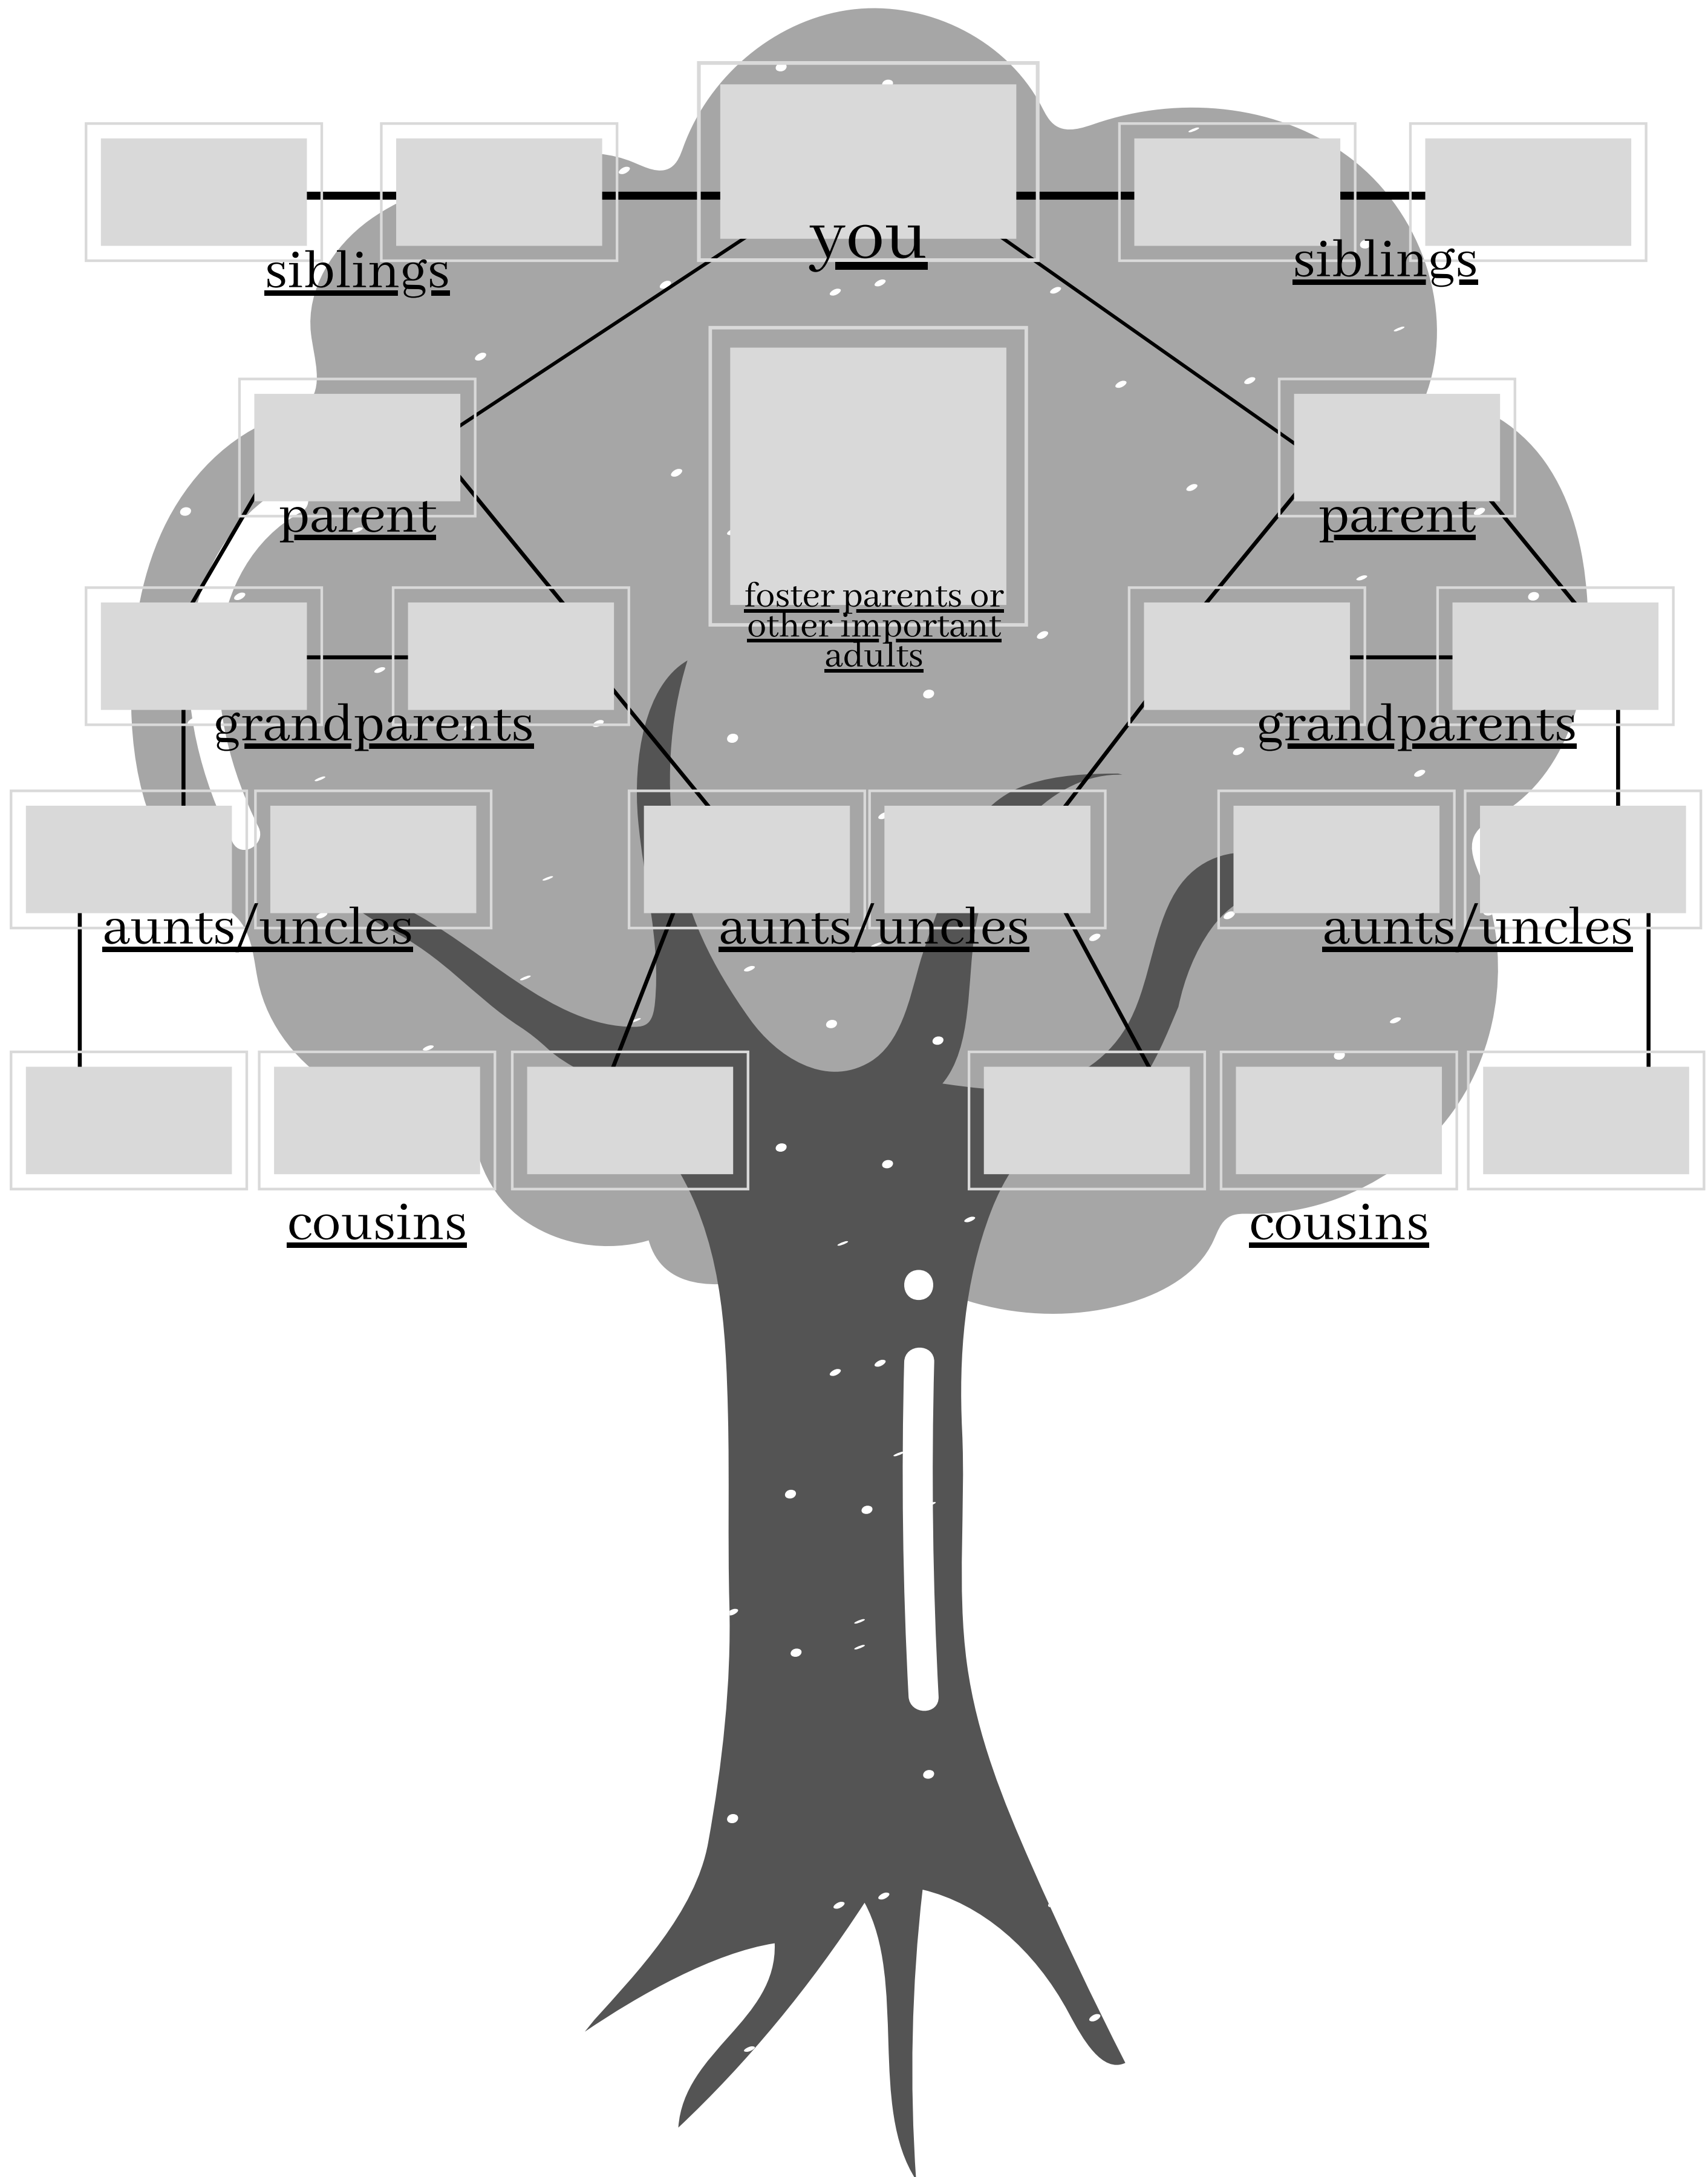 you
siblings
siblings
parent
parent
foster parents or
other important
adults
grandparents
grandparents
aunts/uncles
aunts/uncles
aunts/uncles
cousins
cousins